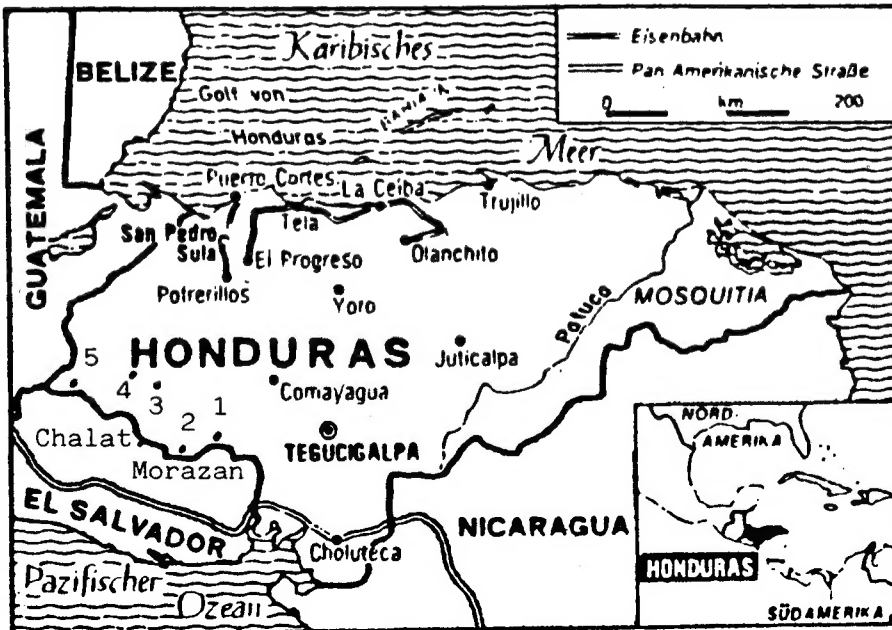 Karibisches
Eisenbahn
Pan Amerikanische Straße
0 km 200
BELIZE
Golf von
Honduras
Meer
GUATEMALA
Puerto Cortes
La Ceiba
Trujillo
San Pedro
Sula
Tela
El Progreso
Olanchito
Potrerillos
Yoro
Patuca
MOSQUITIA
HONDURAS
Juticalpa
5
4
3
Comayagua
2
1
Chalat
TEGUCIGALPA
Morazan
EL SALVADOR
Choluteca
NICARAGUA
Pazifischer
Ozean
NORD-
AMERIKA
HONDURAS
SÜDAMERIKA